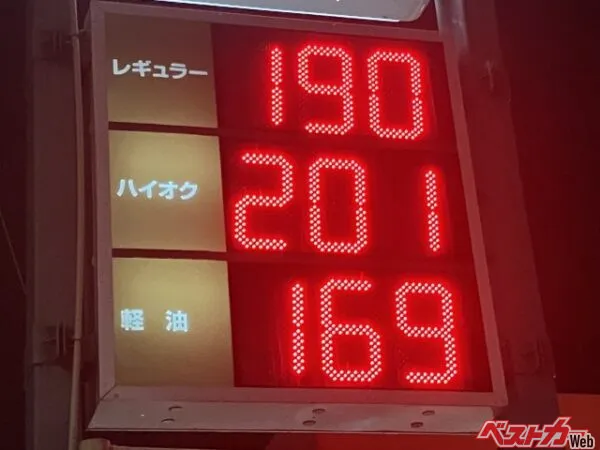 レギュラー 190
ハイオク 201
軽油 169
ベストカーWeb